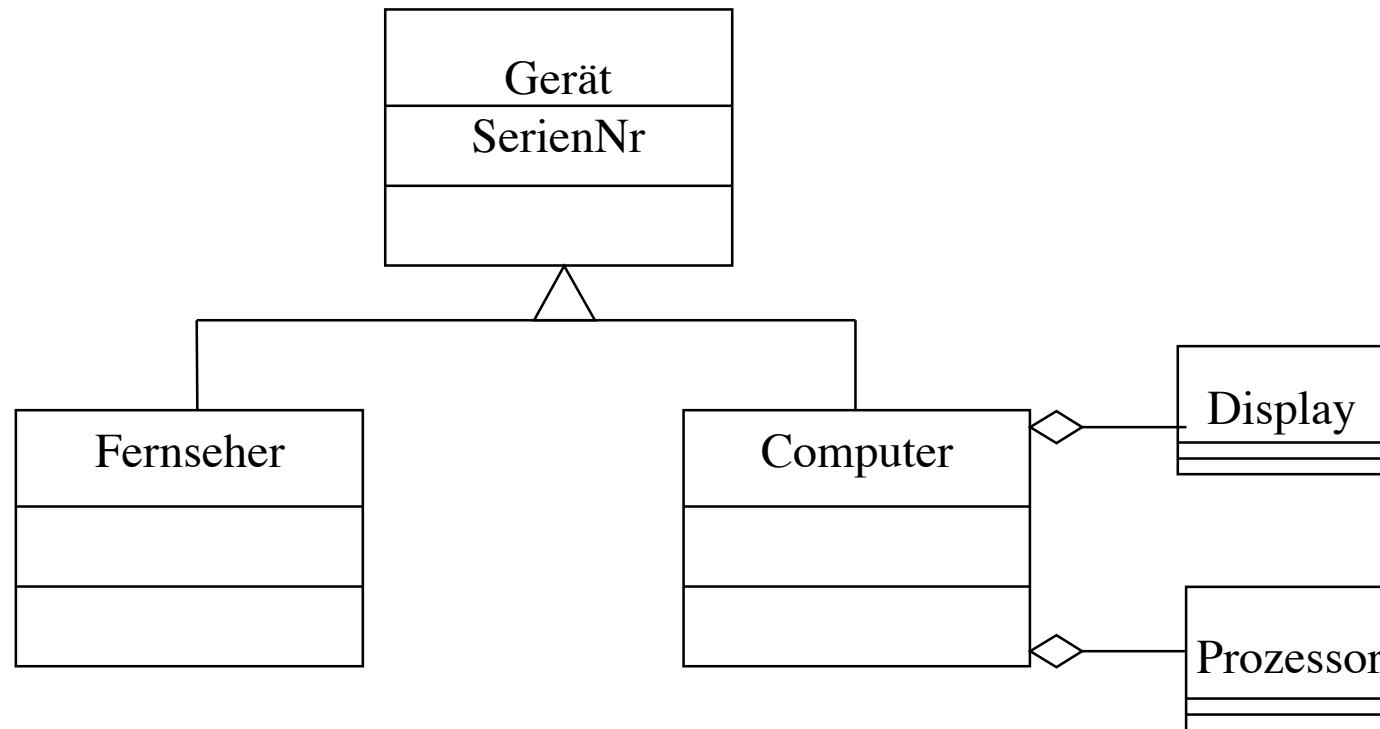 Gerät
SerienNr
Fernseher
Computer
Display
Prozessor